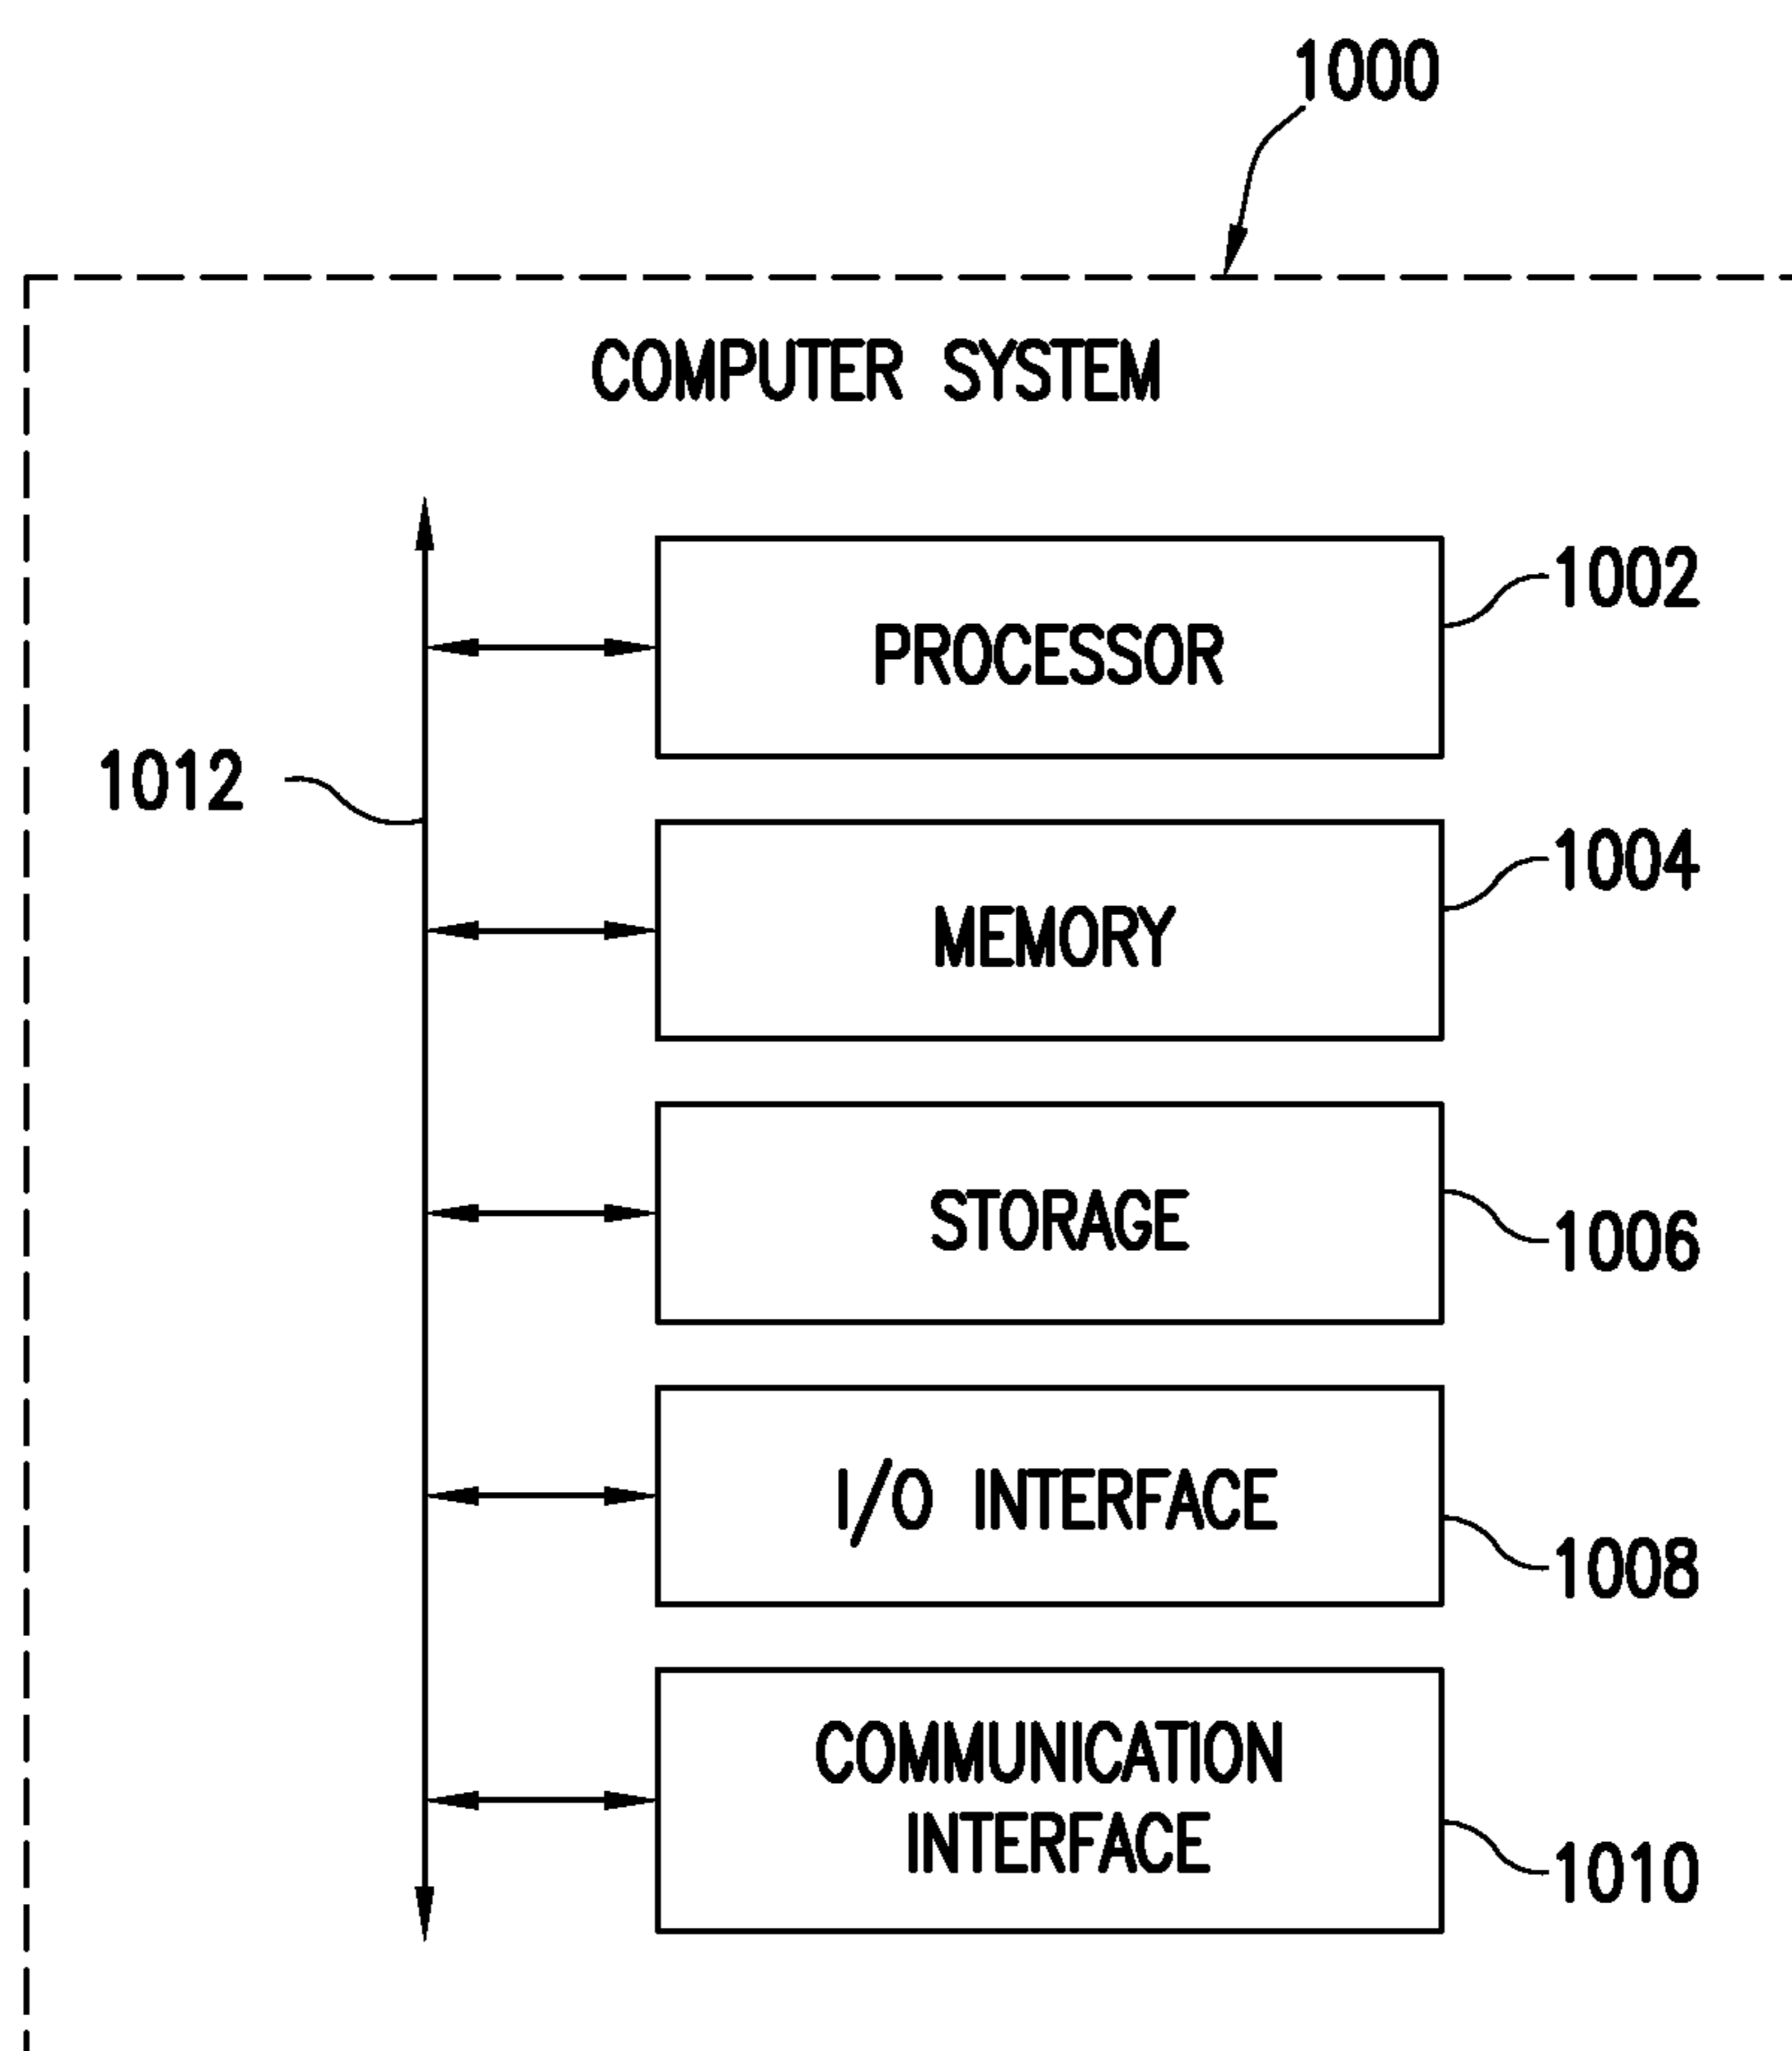 1000
COMPUTER SYSTEM
PROCESSOR
1002
1012
MEMORY
1004
STORAGE
1006
I/O INTERFACE
1008
COMMUNICATION
INTERFACE
1010